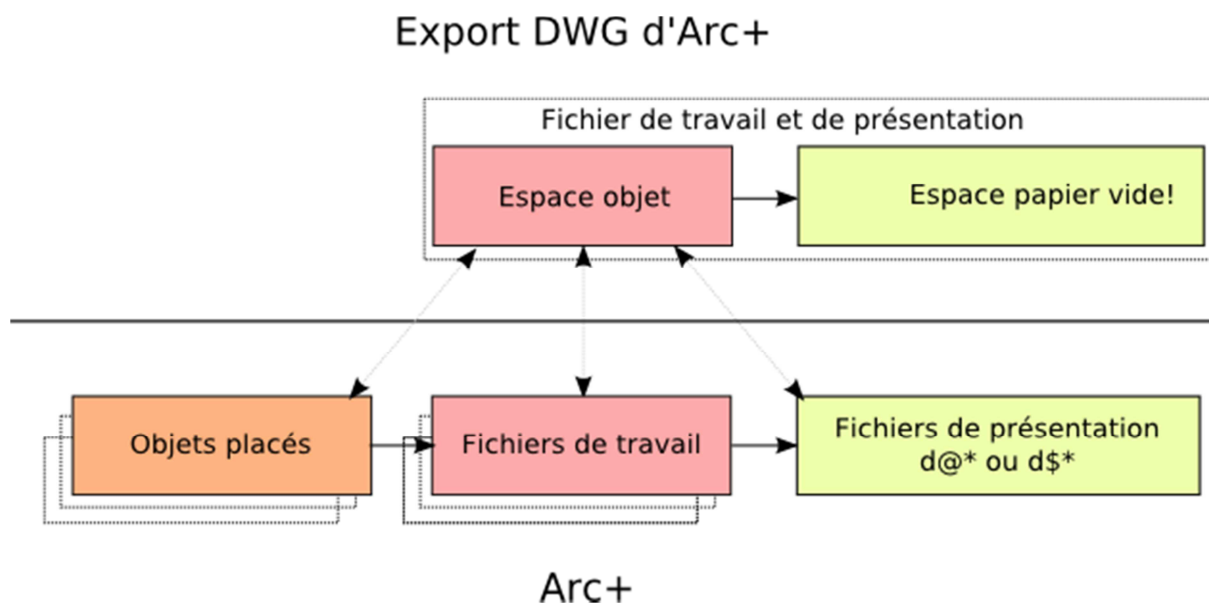 Export DWG d'Arc+
Fichier de travail et de présentation
Espace objet
Espace papier vide!
Objets placés
Fichiers de travail
Fichiers de présentation
d@* ou d$*
Arc+